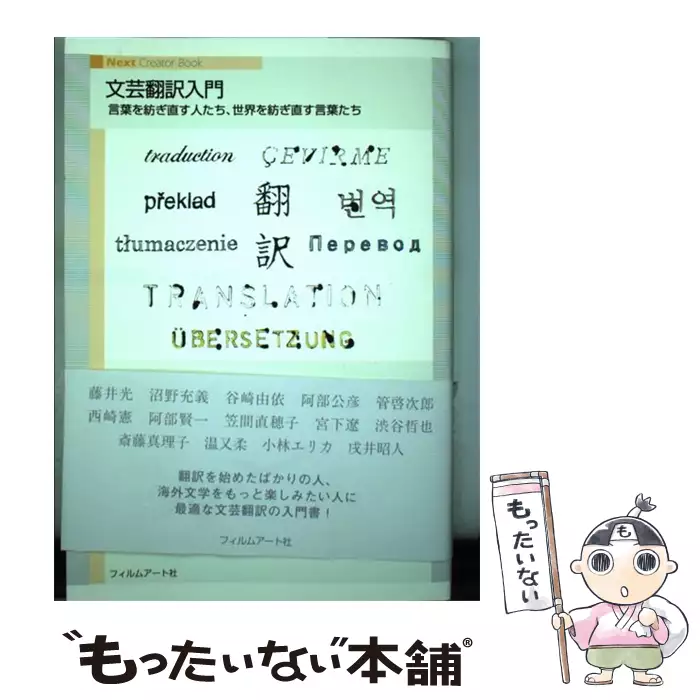 Next Creator Book
文芸翻訳入門
言葉を紡ぎ直す人たち、世界を紡ぎ直す言葉たち
traduction ÇEVIRME
překlad 翻 번역
tłumaczenie 訳 Перевод
TRANSLATION
ÜBERSETZUNG
藤井光 沼野充義 谷崎由依 阿部公彦 管啓次郎
西崎憲 阿部賢一 笠間直穂子 宮下遼 渋谷哲也
斎藤真理子 温又柔 小林エリカ 戌井昭人
翻訳を始めたばかりの人、
海外文学をもっと楽しみたい人に
最適な文芸翻訳の入門書!
フィルムアート社
フィルムアート社
も
もったいない
“もったいない本舗”